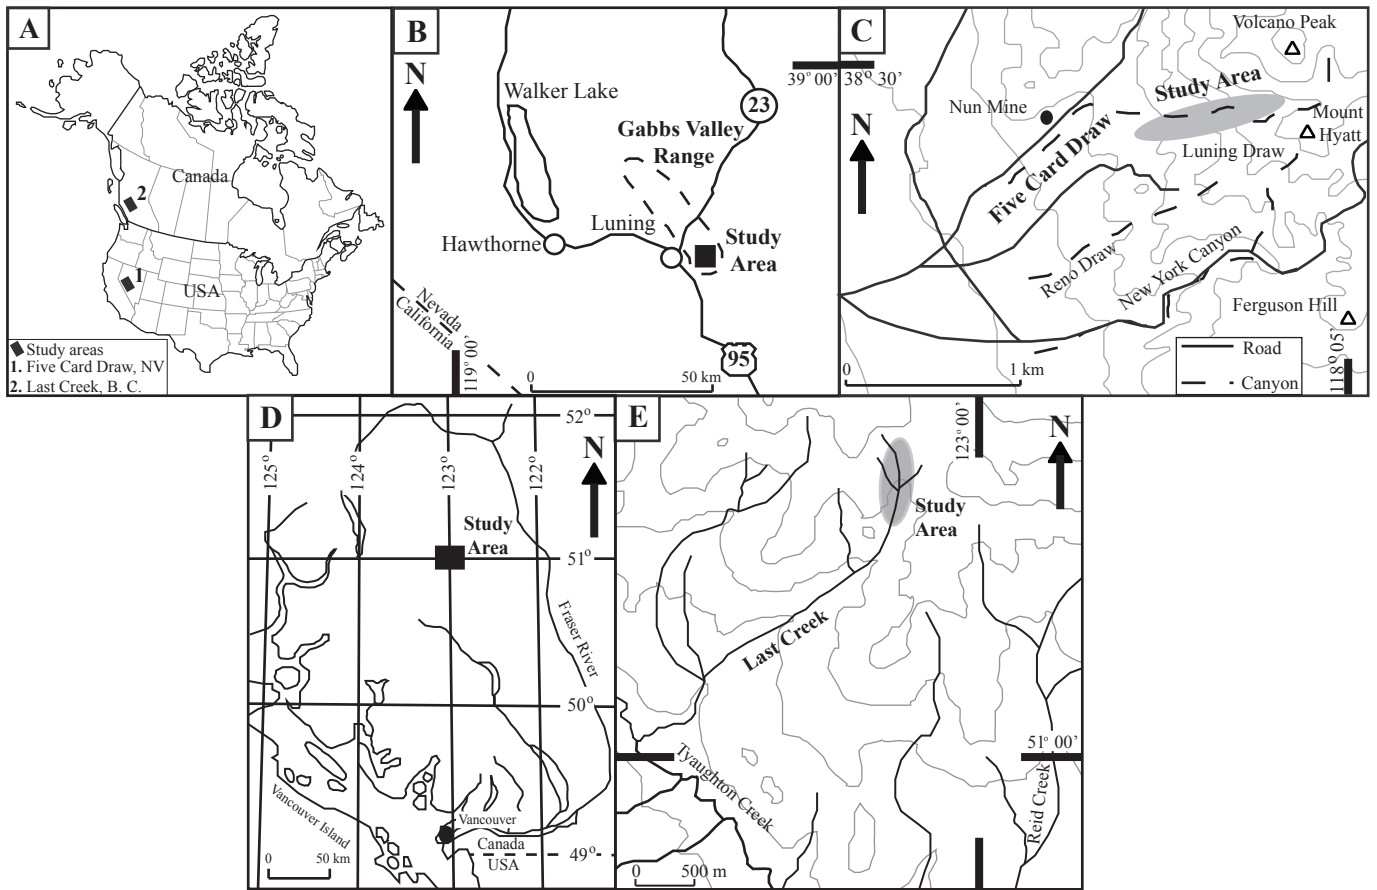 A
Canada
2
1
USA
Study areas
1. Five Card Draw, NV
2. Last Creek, B. C.
B
N
Walker Lake
23
Gabbs Valley
Range
Luning
Hawthorne
Study
Area
Nevada
California
119° 00'
0
50 km
95
C
Volcano Peak
39° 00'
38° 30'
Study Area
Nun Mine
Mount
Hyatt
N
Five Card Draw
Luning Draw
Reno Draw
New York Canyon
Ferguson Hill
0
1 km
Road
Canyon
118° 05'
D
52°
N
125°
124°
123°
122°
Study
Area
51°
Fraser River
50°
Vancouver Island
Vancouver
Canada
USA
49°
0
50 km
E
123° 00'
N
Study
Area
Last Creek
51° 00'
Tyaughton Creek
Reid Creek
0
500 m